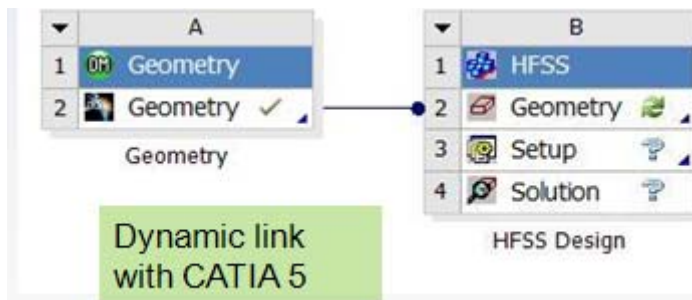 A
1 DM Geometry
2 Geometry
Geometry
B
1 HFSS
2 Geometry
3 Setup ?
4 Solution ?
HFSS Design
Dynamic link
with CATIA 5